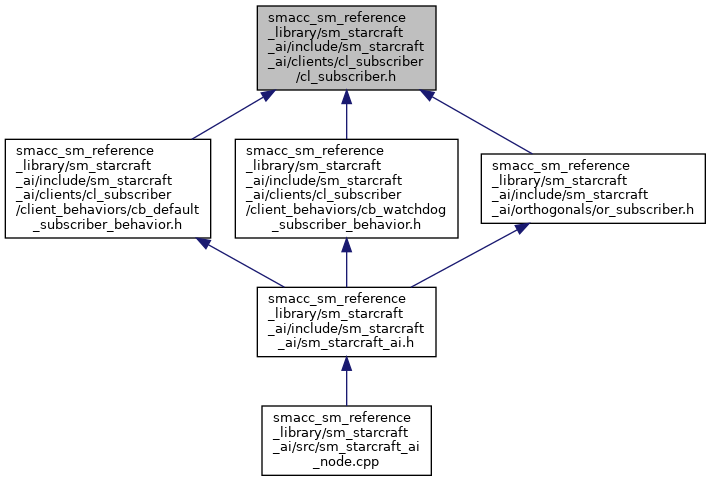 smacc_sm_reference
_library/sm_starcraft
_ai/include/sm_starcraft
_ai/clients/cl_subscriber
/cl_subscriber.h
smacc_sm_reference
_library/sm_starcraft
_ai/include/sm_starcraft
_ai/clients/cl_subscriber
/client_behaviors/cb_default
_subscriber_behavior.h
smacc_sm_reference
_library/sm_starcraft
_ai/include/sm_starcraft
_ai/clients/cl_subscriber
/client_behaviors/cb_watchdog
_subscriber_behavior.h
smacc_sm_reference
_library/sm_starcraft
_ai/include/sm_starcraft
_ai/orthogonals/or_subscriber.h
smacc_sm_reference
_library/sm_starcraft
_ai/include/sm_starcraft
_ai/sm_starcraft_ai.h
smacc_sm_reference
_library/sm_starcraft
_ai/src/sm_starcraft_ai
_node.cpp